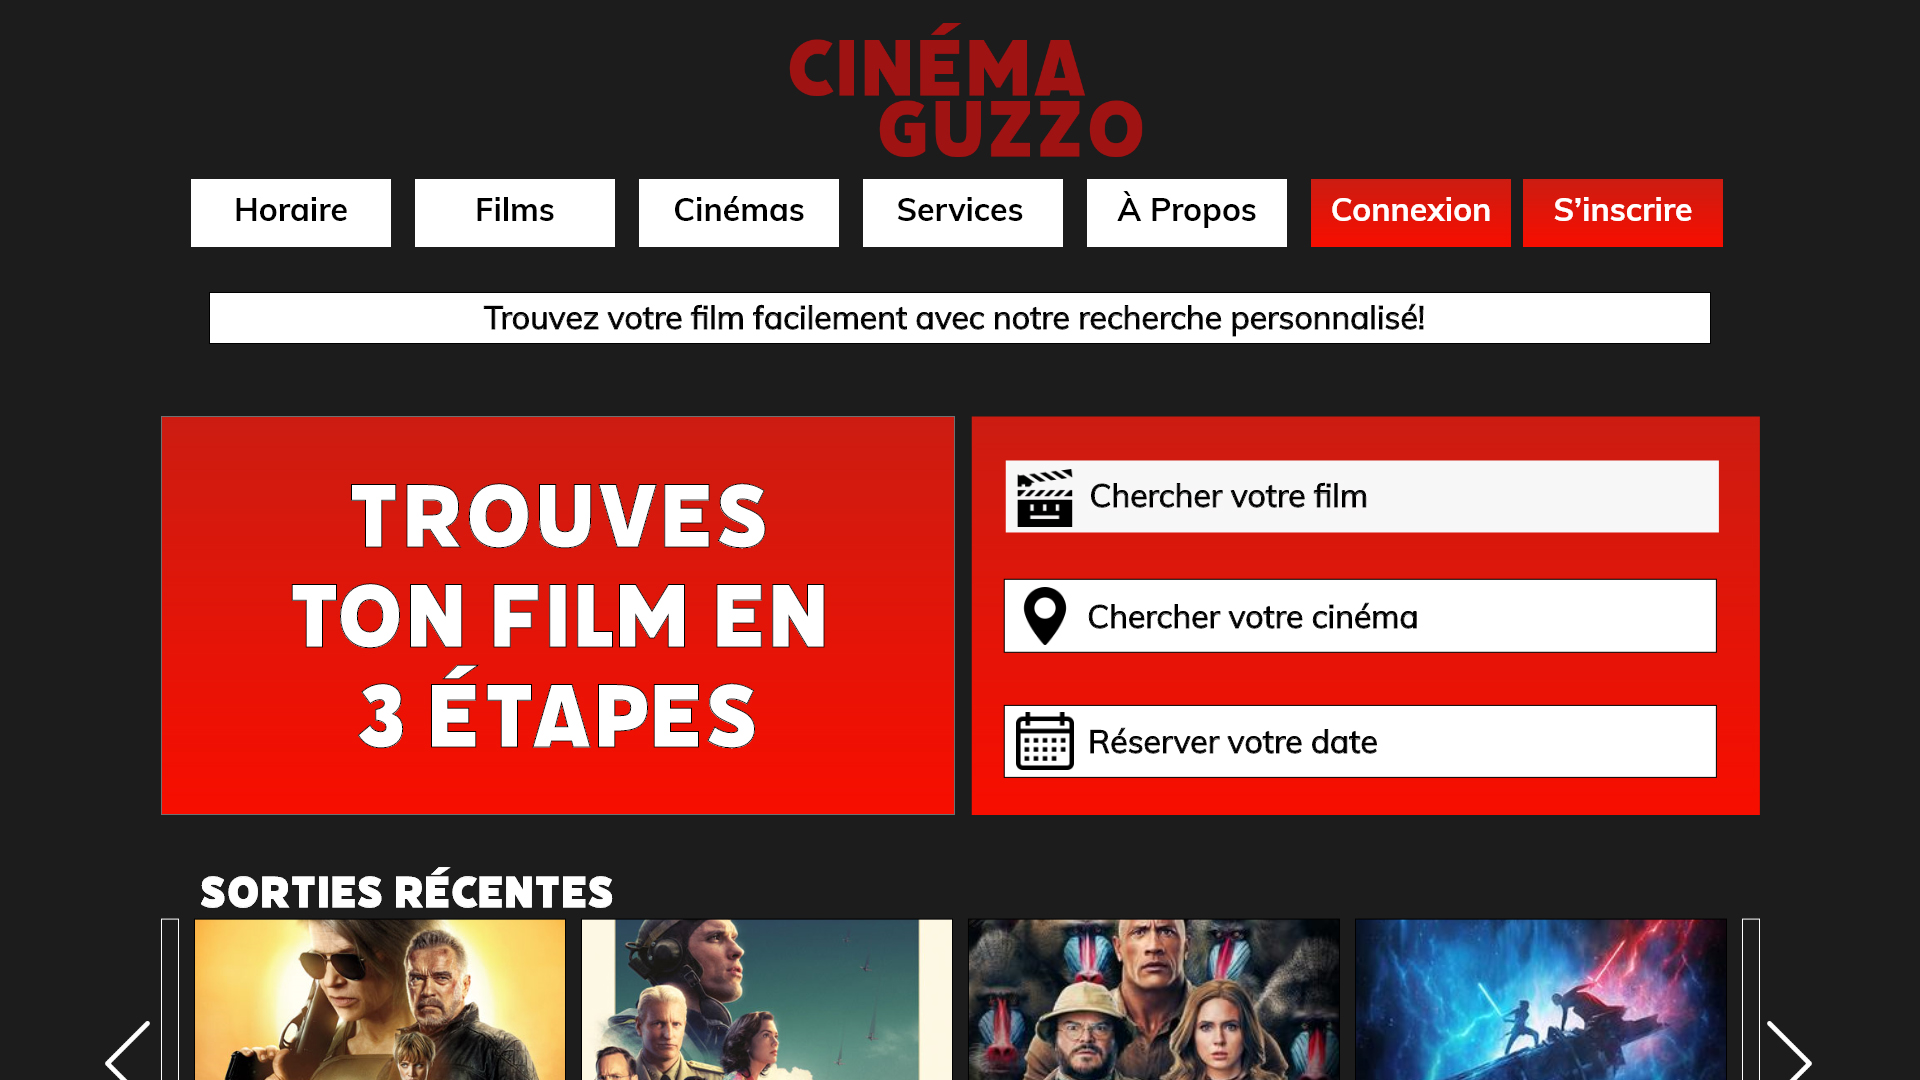 CINÉMA
GUZZO
Horaire
Films
Cinémas
Services
À Propos
Connexion
S'inscrire
Trouvez votre film facilement avec notre recherche personnalisé!
TROUVES
TON FILM EN
3 ÉTAPES
Chercher votre film
Chercher votre cinéma
Réserver votre date
SORTIES RÉCENTES